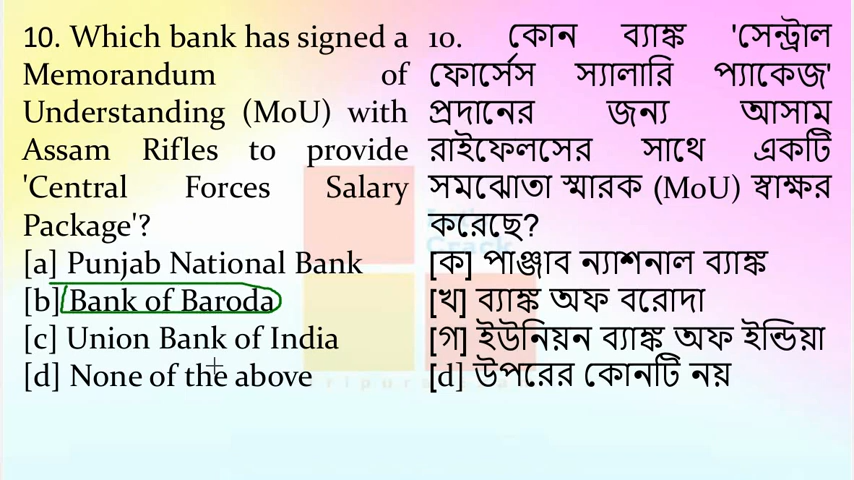 10. Which bank has signed a
Memorandum of
Understanding (MoU) with
Assam Rifles to provide
'Central Forces Salary
Package'?
[a] Punjab National Bank
[b] Bank of Baroda
[c] Union Bank of India
[d] None of the above
10. কোন ব্যাঙ্ক 'সেন্ট্রাল
ফোর্সেস স্যালারি প্যাকেজ'
প্রদানের জন্য আসাম
রাইফেলসের সাথে একটি
সমঝোতা স্মারক (MoU) স্বাক্ষর
করেছে?
[ক] পাঞ্জাব ন্যাশনাল ব্যাঙ্ক
[খ] ব্যাঙ্ক অফ বরোদা
[গ] ইউনিয়ন ব্যাঙ্ক অফ ইন্ডিয়া
[d] উপরের কোনটি নয়
Crack